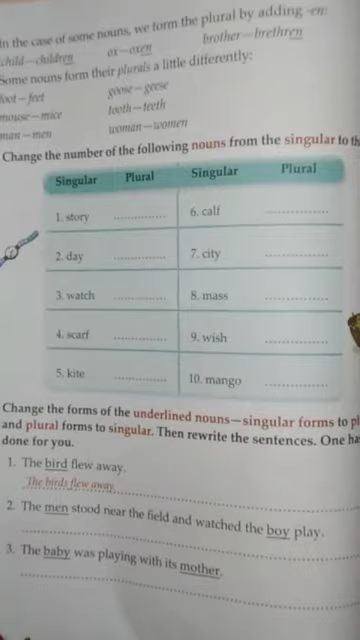 In the case of some nouns, we form the plural by adding -en:
child—children ox—oxen brother—brethren
Some nouns form their plurals a little differently:
foot—feet goose—geese
mouse—mice tooth—teeth
man—men woman—women
Change the number of the following nouns from the singular to th
Singular Plural Singular Plural
1. story .............. 6. calf ..............
2. day .............. 7. city ..............
3. watch .............. 8. mass ..............
4. scarf .............. 9. wish ..............
5. kite .............. 10. mango ..............
Change the forms of the underlined nouns—singular forms to pl
and plural forms to singular. Then rewrite the sentences. One ha
done for you.
1. The bird flew away.
The birds flew away.
2. The men stood near the field and watched the boy play.
3. The baby was playing with its mother.